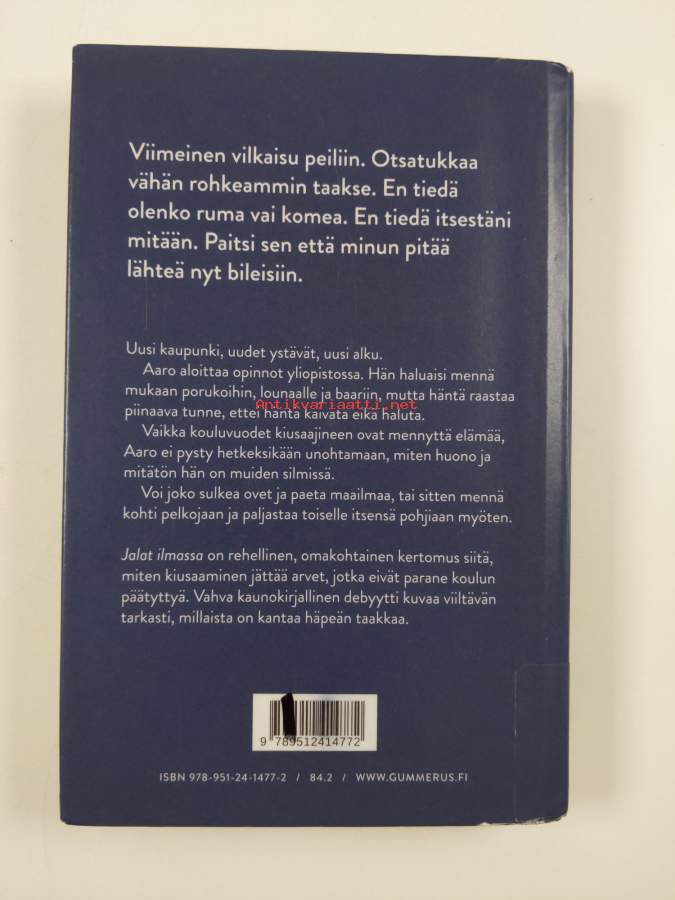 Viimeinen vilkaisu peiliin. Otsatukkaa
vähän rohkeammin taakse. En tiedä
olenko ruma vai komea. En tiedä itsestäni
mitään. Paitsi sen että minun pitää
lähteä nyt bileisiin.
Uusi kaupunki, uudet ystävät, uusi alku.
Aaro aloittaa opinnot yliopistossa. Hän haluaisi mennä
mukaan porukoihin, lounaalle ja baariin, mutta häntä raastaa
Antikvariaatti.net
piinaava tunne, ettei häntä kaivata eikä haluta.
Vaikka kouluvuodet kiusaajineen ovat mennyttä elämää,
Aaro ei pysty hetkeksikään unohtamaan, miten huono ja
mitätön hän on muiden silmissä.
Voi joko sulkea ovet ja paeta maailmaa, tai sitten mennä
kohti pelkojaan ja paljastaa toiselle itsensä pohjiaan myöten.
Jalat ilmassa on rehellinen, omakohtainen kertomus siitä,
miten kiusaaminen jättää arvet, jotka eivät parane koulun
päätyttyä. Vahva kaunokirjallinen debyytti kuvaa viiltävän
tarkasti, millaista on kantaa häpeän taakkaa.
9 789512 414772
ISBN 978-951-24-1477-2 / 84.2 / WWW.GUMMERUS.FI